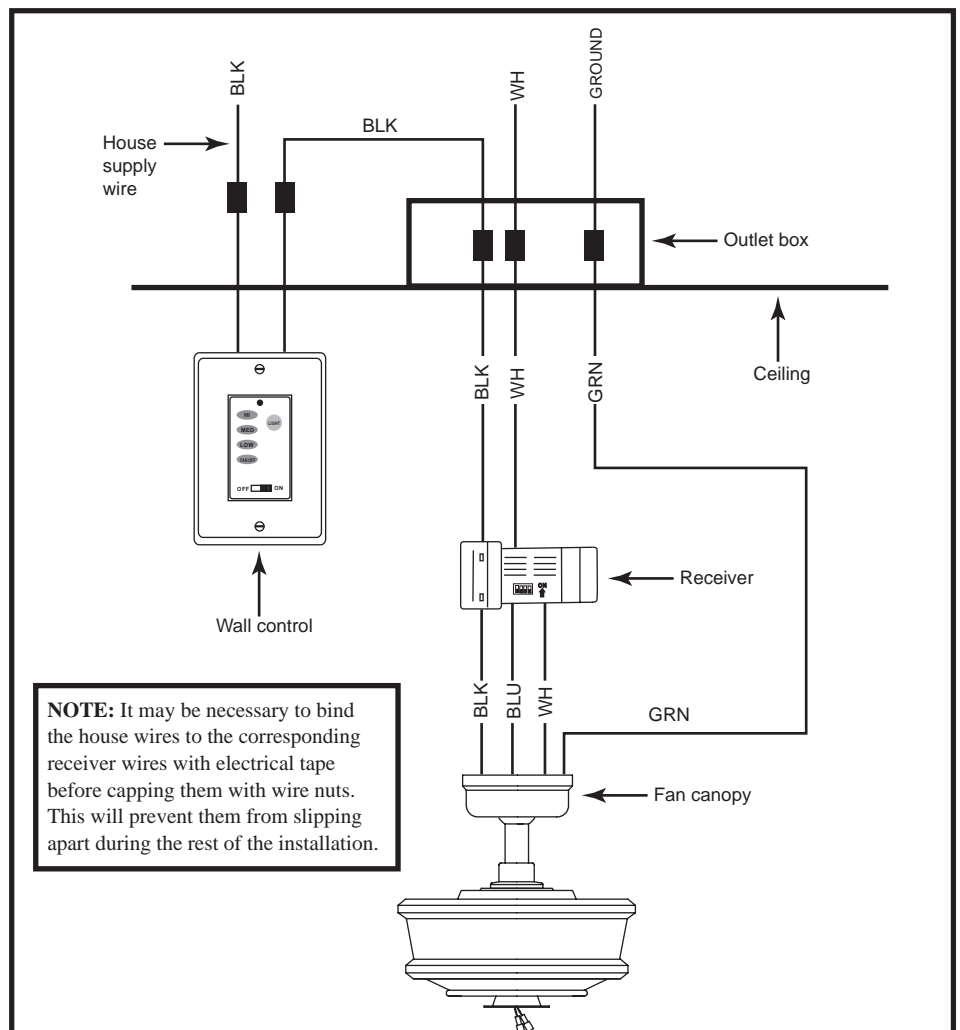 BLK
WH
GROUND
House
supply
wire
BLK
Outlet box
BLK
WH
GRN
Ceiling
HI
LIGHT
MED
LOW
OFF
ON
ON
Receiver
Wall control
BLK
BLU
WH
GRN
NOTE: It may be necessary to bind
the house wires to the corresponding
receiver wires with electrical tape
before capping them with wire nuts.
This will prevent them from slipping
apart during the rest of the installation.
Fan canopy